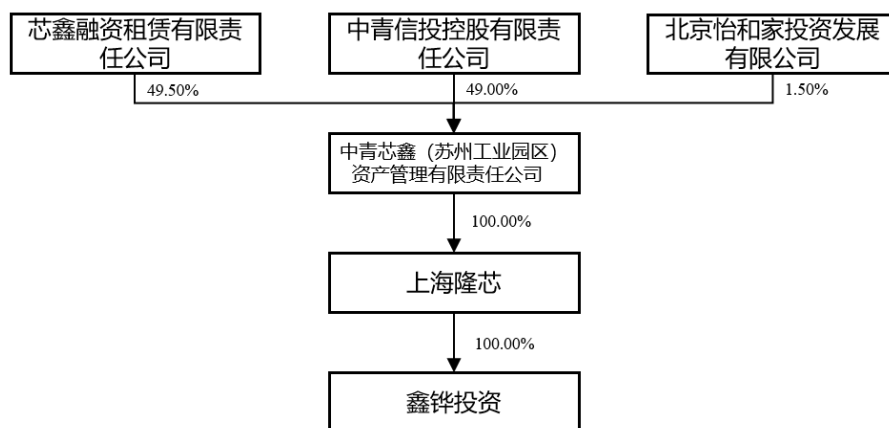 芯鑫融资租赁有限责
任公司
中青信投控股有限责
任公司
北京怡和家投资发展
有限公司
49.50%
49.00%
1.50%
中青芯鑫（苏州工业园区）
资产管理有限责任公司
100.00%
上海隆芯
100.00%
鑫铧投资